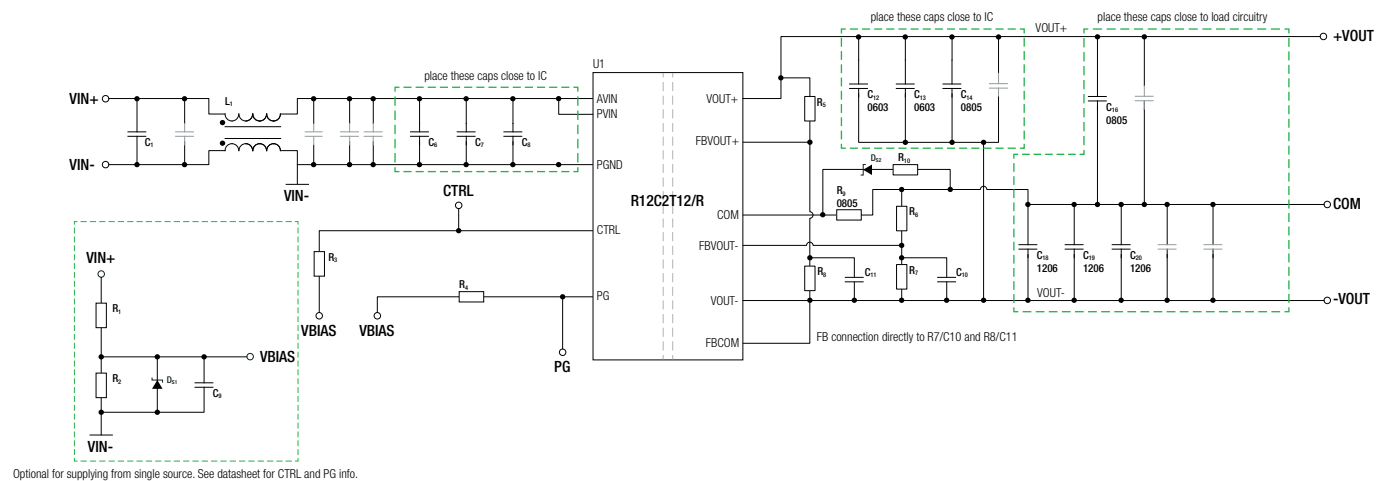 place these caps close to IC
place these caps close to load circuitry
VOUT+
+VOUT
U1
place these caps close to IC
VIN+
L1
C1
C6
C7
C8
VIN-
VIN-
AVIN
PVIN
PGND
R12C2T12/R
VOUT+
FBVOUT+
COM
FBVOUT-
VOUT-
FBCOM
CTRL
PG
R5
C12
0603
C13
0603
C14
0805
C16
0805
DS2
R10
R9
0805
R6
COM
C18
1206
C19
1206
C20
1206
R8
C11
R7
C10
VOUT-
-VOUT
FB connection directly to R7/C10 and R8/C11
CTRL
R3
VBIAS
R4
VBIAS
PG
VIN+
R1
VBIAS
R2
DS1
C9
VIN-
Optional for supplying from single source. See datasheet for CTRL and PG info.